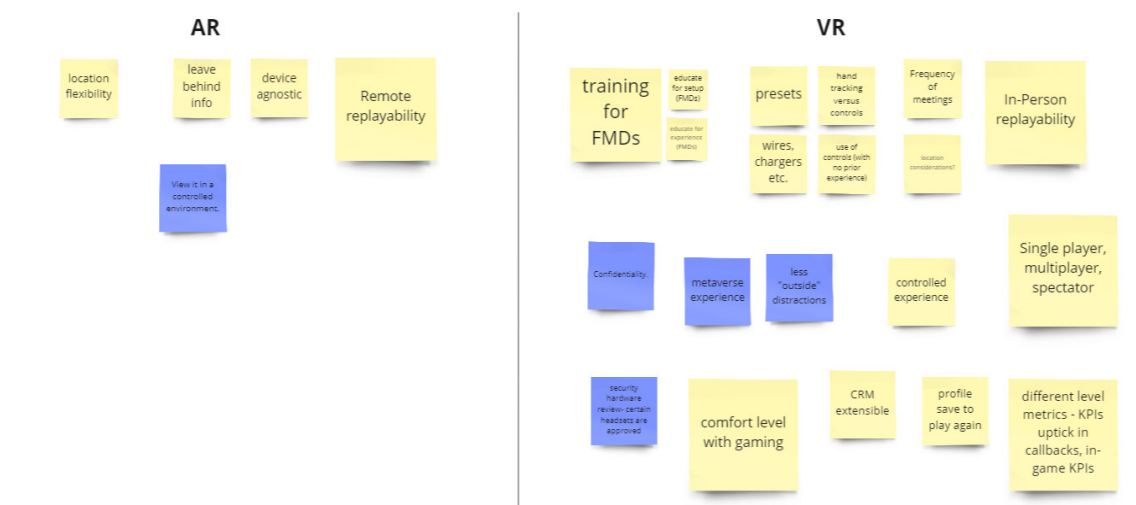 AR
location
flexibility
leave
behind
info
device
agnostic
Remote
replayability
View it in a
controlled
environment.
VR
training
for
FMDs
educate
for setup
(FMDs)
educate for
experience
(FMDs)
presets
hand
tracking
versus
controls
Frequency
of
meetings
In-Person
replayability
wires,
chargers
etc.
use of
controls (with
no prior
experience)
location
considerations?
Confidentiality.
metaverse
experience
less
"outside"
distractions
controlled
experience
Single player,
multiplayer,
spectator
security
hardware
review- certain
headsets are
approved
comfort level
with gaming
CRM
extensible
profile
save to
play again
different level
metrics - KPIs
uptick in
callbacks, in-
game KPIs